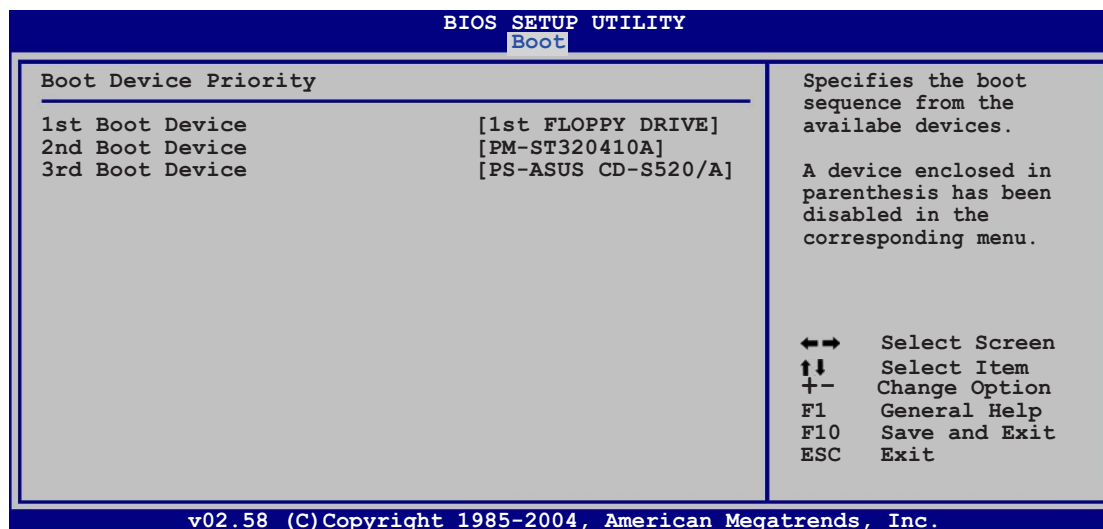 BIOS SETUP UTILITY
Boot
Boot Device Priority
1st Boot Device [1st FLOPPY DRIVE]
2nd Boot Device [PM-ST320410A]
3rd Boot Device [PS-ASUS CD-S520/A]
Specifies the boot
sequence from the
availabe devices.
A device enclosed in
parenthesis has been
disabled in the
corresponding menu.
←→ Select Screen
↑↓ Select Item
+- Change Option
F1 General Help
F10 Save and Exit
ESC Exit
v02.58 (C)Copyright 1985-2004, American Megatrends, Inc.